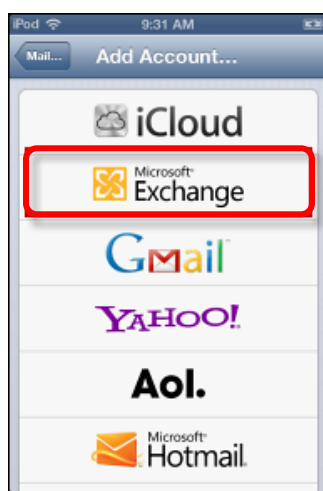 iPod 9:31 AM
Mail... Add Account...
iCloud
Microsoft
Exchange
Gmail
YAHOO!
Aol.
Microsoft
Hotmail